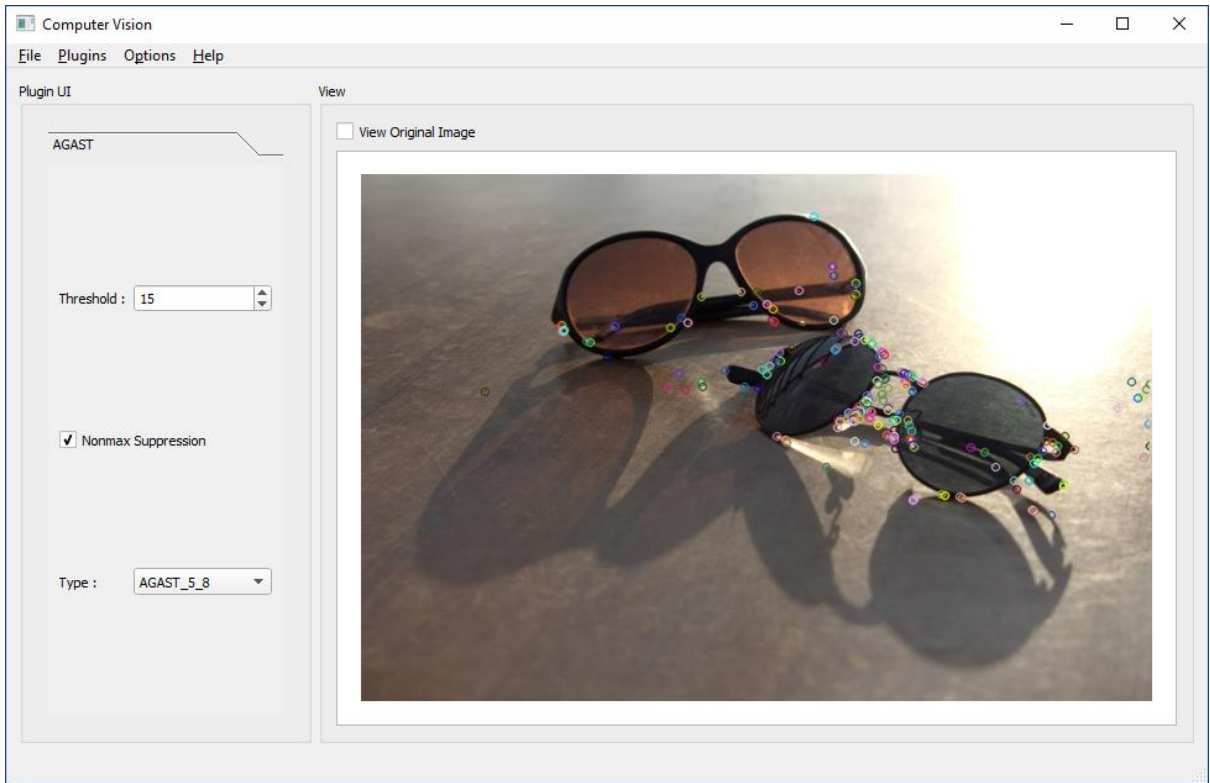 Computer Vision
File Plugins Options Help
Plugin UI
View
AGAST
View Original Image
Threshold : 15
Nonmax Suppression
Type : AGAST_5_8